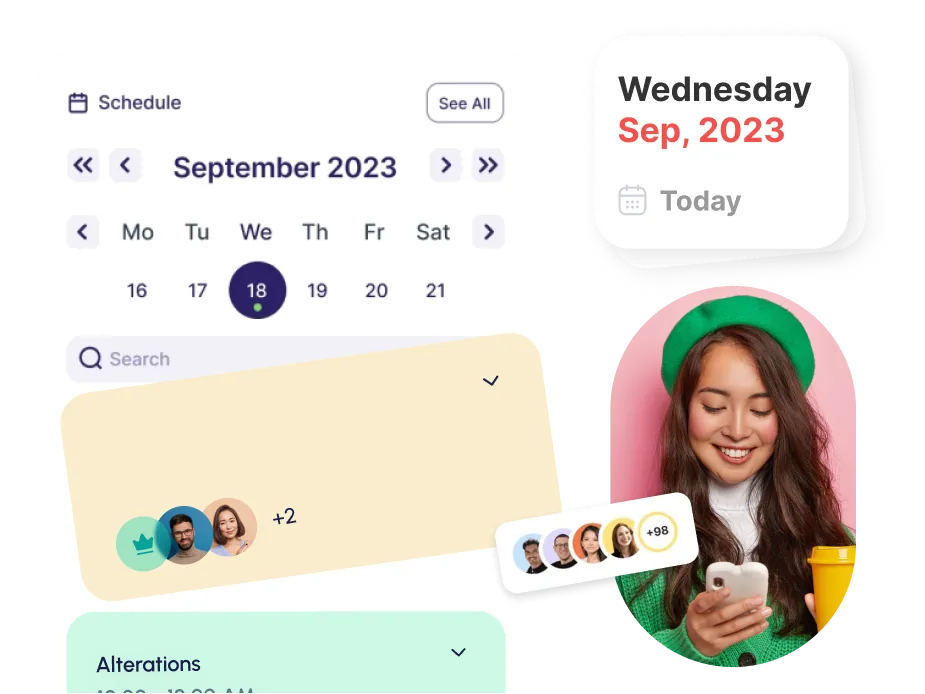 Schedule
See All
September 2023
Mo Tu We Th Fr Sat
16 17 18 19 20 21
Search
+2
Alterations
Wednesday
Sep, 2023
Today
+98